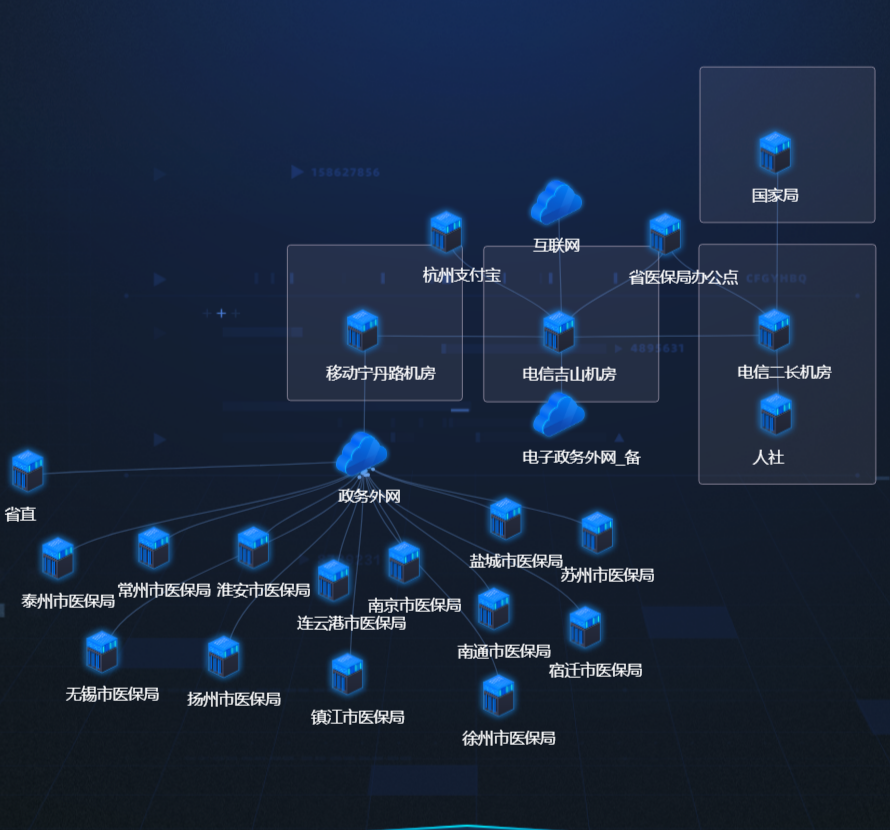 158627856
国家局
互联网
杭州支付宝
省医保局办公点
C9GYHBQ
4895631
移动宁丹路机房
电信吉山机房
电信二长机房
电子政务外网_备
人社
政务外网
省直
盐城市医保局
苏州市医保局
泰州市医保局
常州市医保局
淮安市医保局
南京市医保局
连云港市医保局
南通市医保局
宿迁市医保局
无锡市医保局
扬州市医保局
镇江市医保局
徐州市医保局